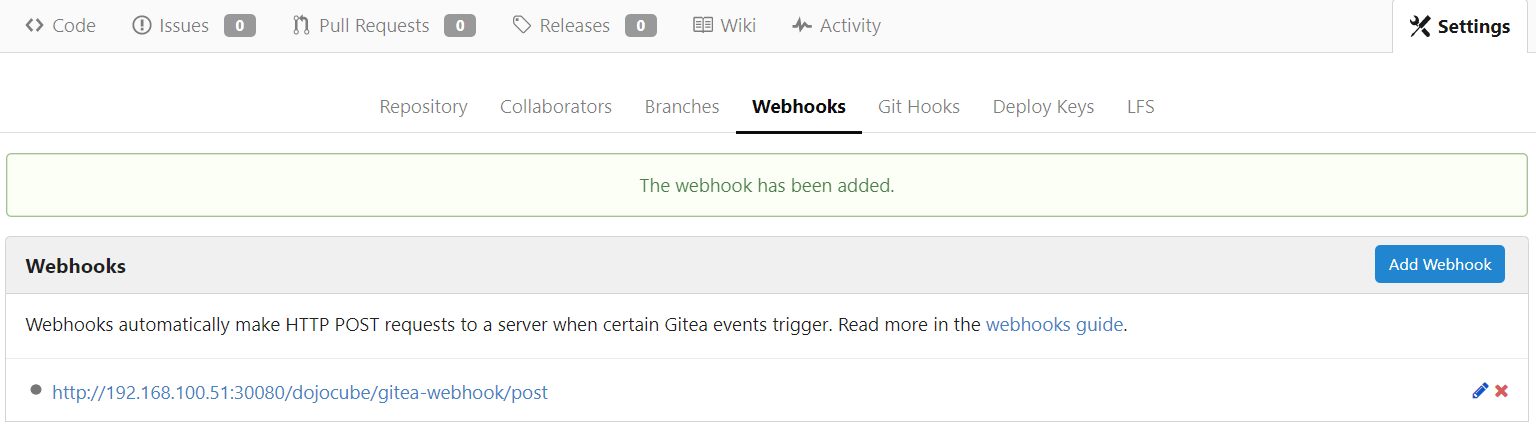 Code Issues 0 Pull Requests 0 Releases 0 Wiki Activity Settings
Repository Collaborators Branches Webhooks Git Hooks Deploy Keys LFS
The webhook has been added.
Webhooks Add Webhook
Webhooks automatically make HTTP POST requests to a server when certain Gitea events trigger. Read more in the webhooks guide.
http://192.168.100.51:30080/dojocube/gitea-webhook/post